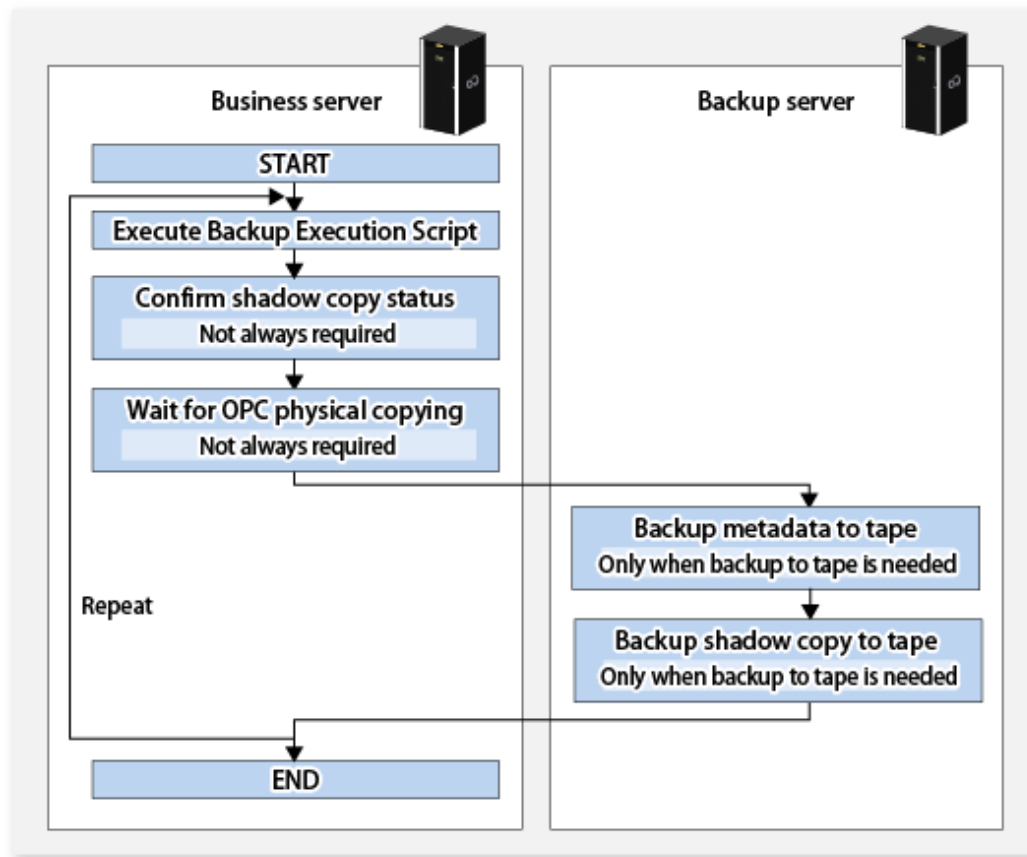 Business server
Backup server
START
Execute Backup Execution Script
Confirm shadow copy status
Not always required
Wait for OPC physical copying
Not always required
Backup metadata to tape
Only when backup to tape is needed
Repeat
Backup shadow copy to tape
Only when backup to tape is needed
END